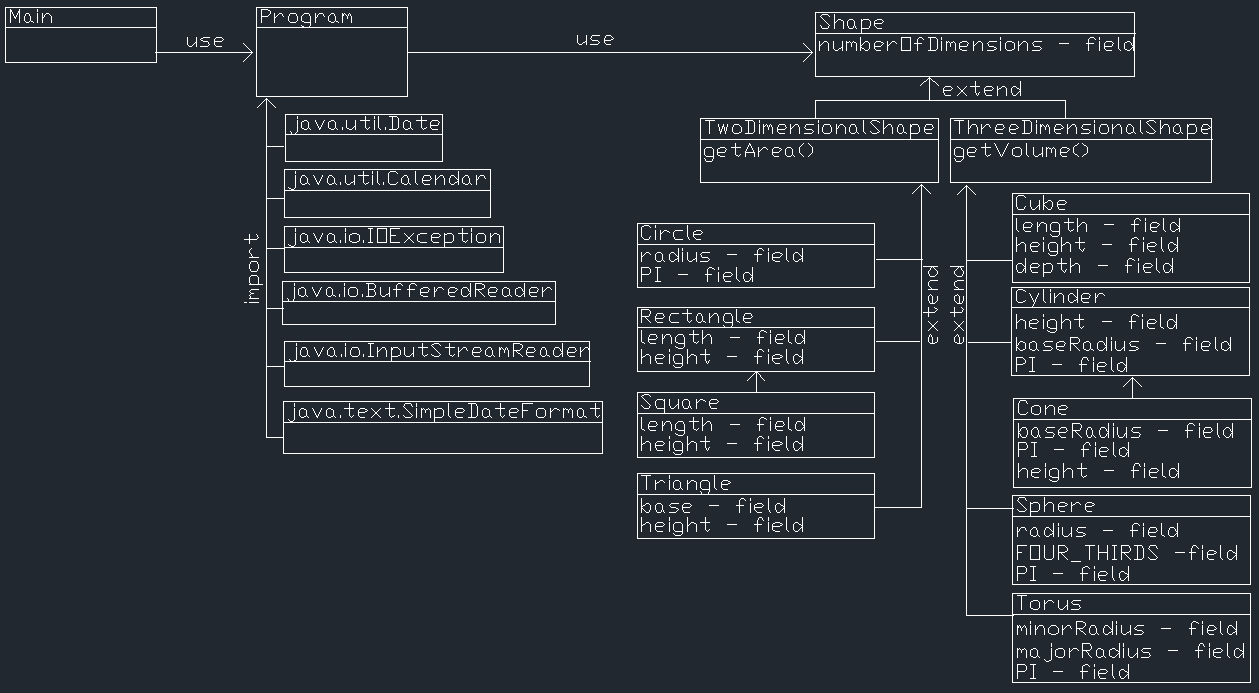 Main
use
Program
use
Shape
numberOfDimensions - field
extend
TwoDimensionalShape
getArea()
ThreeDimensionalShape
getVolume()
import
java.util.Date
java.util.Calendar
java.io.IOException
java.io.BufferedReader
java.io.InputStreamReader
java.text.SimpleDateFormat
Circle
radius - field
PI - field
Rectangle
length - field
height - field
Square
length - field
height - field
Triangle
base - field
height - field
extend
extend
Cube
length - field
height - field
depth - field
Cylinder
height - field
baseRadius - field
PI - field
Cone
baseRadius - field
PI - field
height - field
Sphere
radius - field
FOUR_THIRDS -field
PI - field
Torus
minorRadius - field
majorRadius - field
PI - field